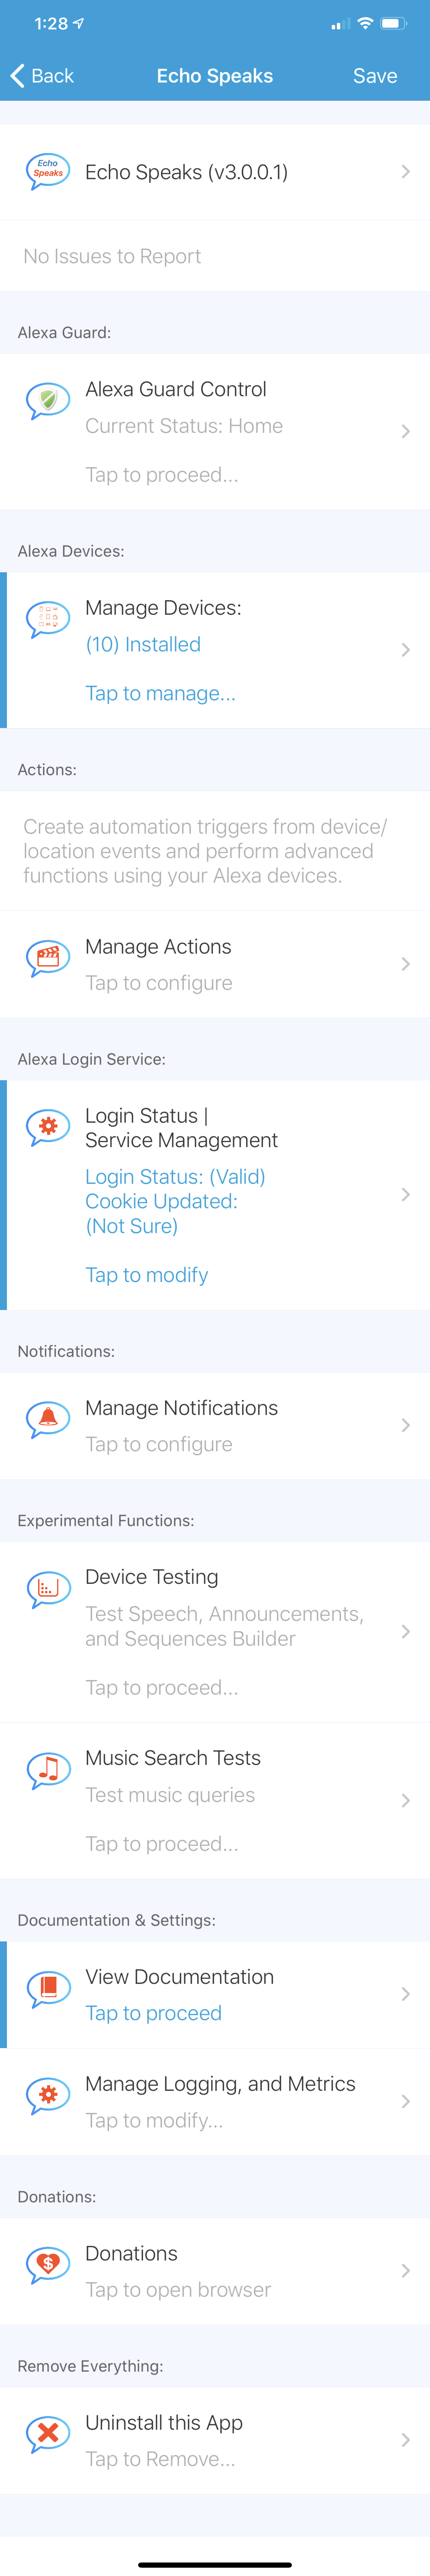 1:28
Back
Echo Speaks
Save
Echo
Speaks
Echo Speaks (v3.0.0.1)
No Issues to Report
Alexa Guard:
Alexa Guard Control
Current Status: Home
Tap to proceed...
Alexa Devices:
Manage Devices:
(10) Installed
Tap to manage...
Actions:
Create automation triggers from device/
location events and perform advanced
functions using your Alexa devices.
Manage Actions
Tap to configure
Alexa Login Service:
Login Status |
Service Management
Login Status: (Valid)
Cookie Updated:
(Not Sure)
Tap to modify
Notifications:
Manage Notifications
Tap to configure
Experimental Functions:
Device Testing
Test Speech, Announcements,
and Sequences Builder
Tap to proceed...
Music Search Tests
Test music queries
Tap to proceed...
Documentation & Settings:
View Documentation
Tap to proceed
Manage Logging, and Metrics
Tap to modify...
Donations:
$
Donations
Tap to open browser
Remove Everything:
Uninstall this App
Tap to Remove...